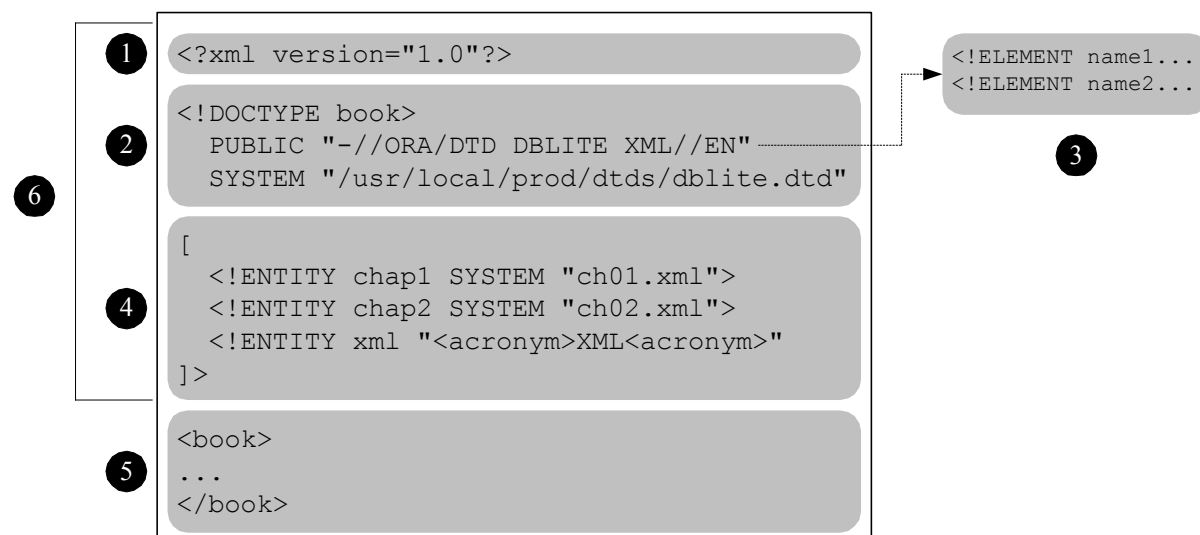 1
<?xml version="1.0"?>
2
<!DOCTYPE book>
PUBLIC "-//ORA/DTD DBLITE XML//EN"
SYSTEM "/usr/local/prod/dtds/dblite.dtd"
<!ELEMENT name1...
<!ELEMENT name2...
3
6
4
[
<!ENTITY chap1 SYSTEM "ch01.xml">
<!ENTITY chap2 SYSTEM "ch02.xml">
<!ENTITY xml "<acronym>XML<acronym>"
]>
5
<book>
...
</book>